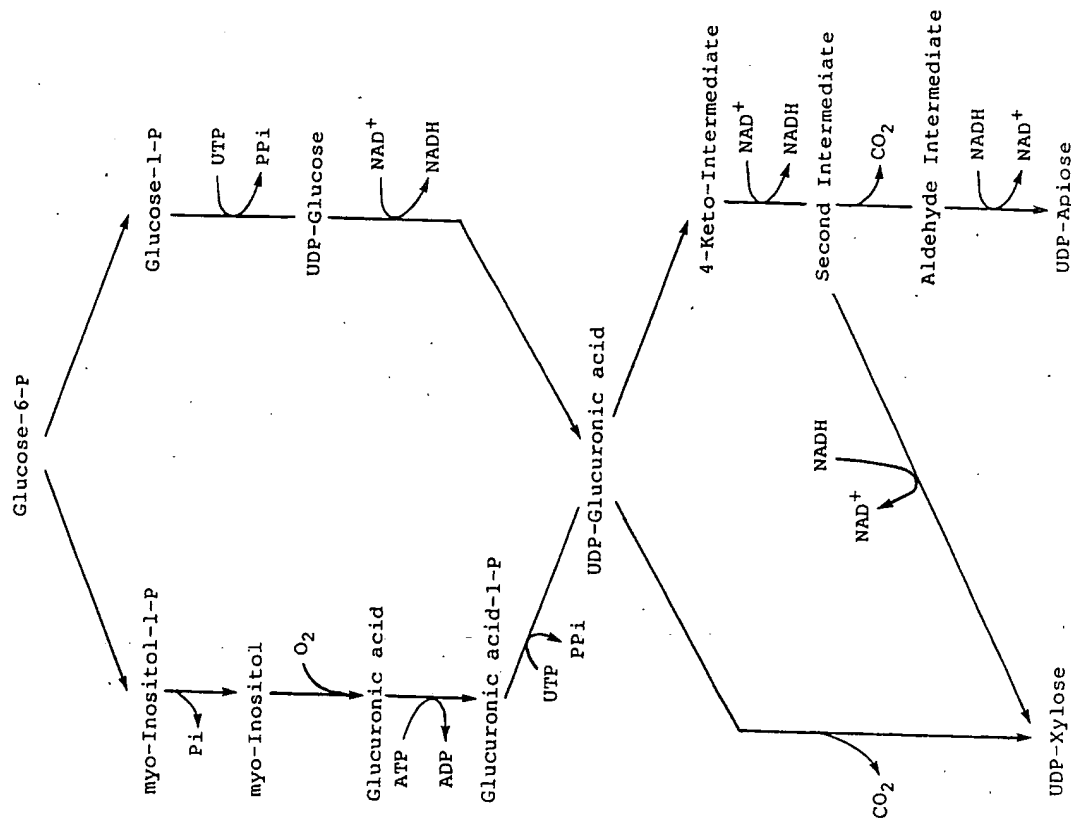 Glucose-6-P
myo-Inositol-1-P
Pi
myo-Inositol
O2
Glucuronic acid
ATP
ADP
Glucuronic acid-1-P
UTP
PPi
Glucose-1-P
UTP
PPi
UDP-Glucose
NAD+
NADH
UDP-Glucuronic acid
4-Keto-Intermediate
NAD+
NADH
Second Intermediate
CO2
Aldehyde Intermediate
NADH
NAD+
UDP-Apiose
NADH
NAD+
CO2
UDP-Xylose